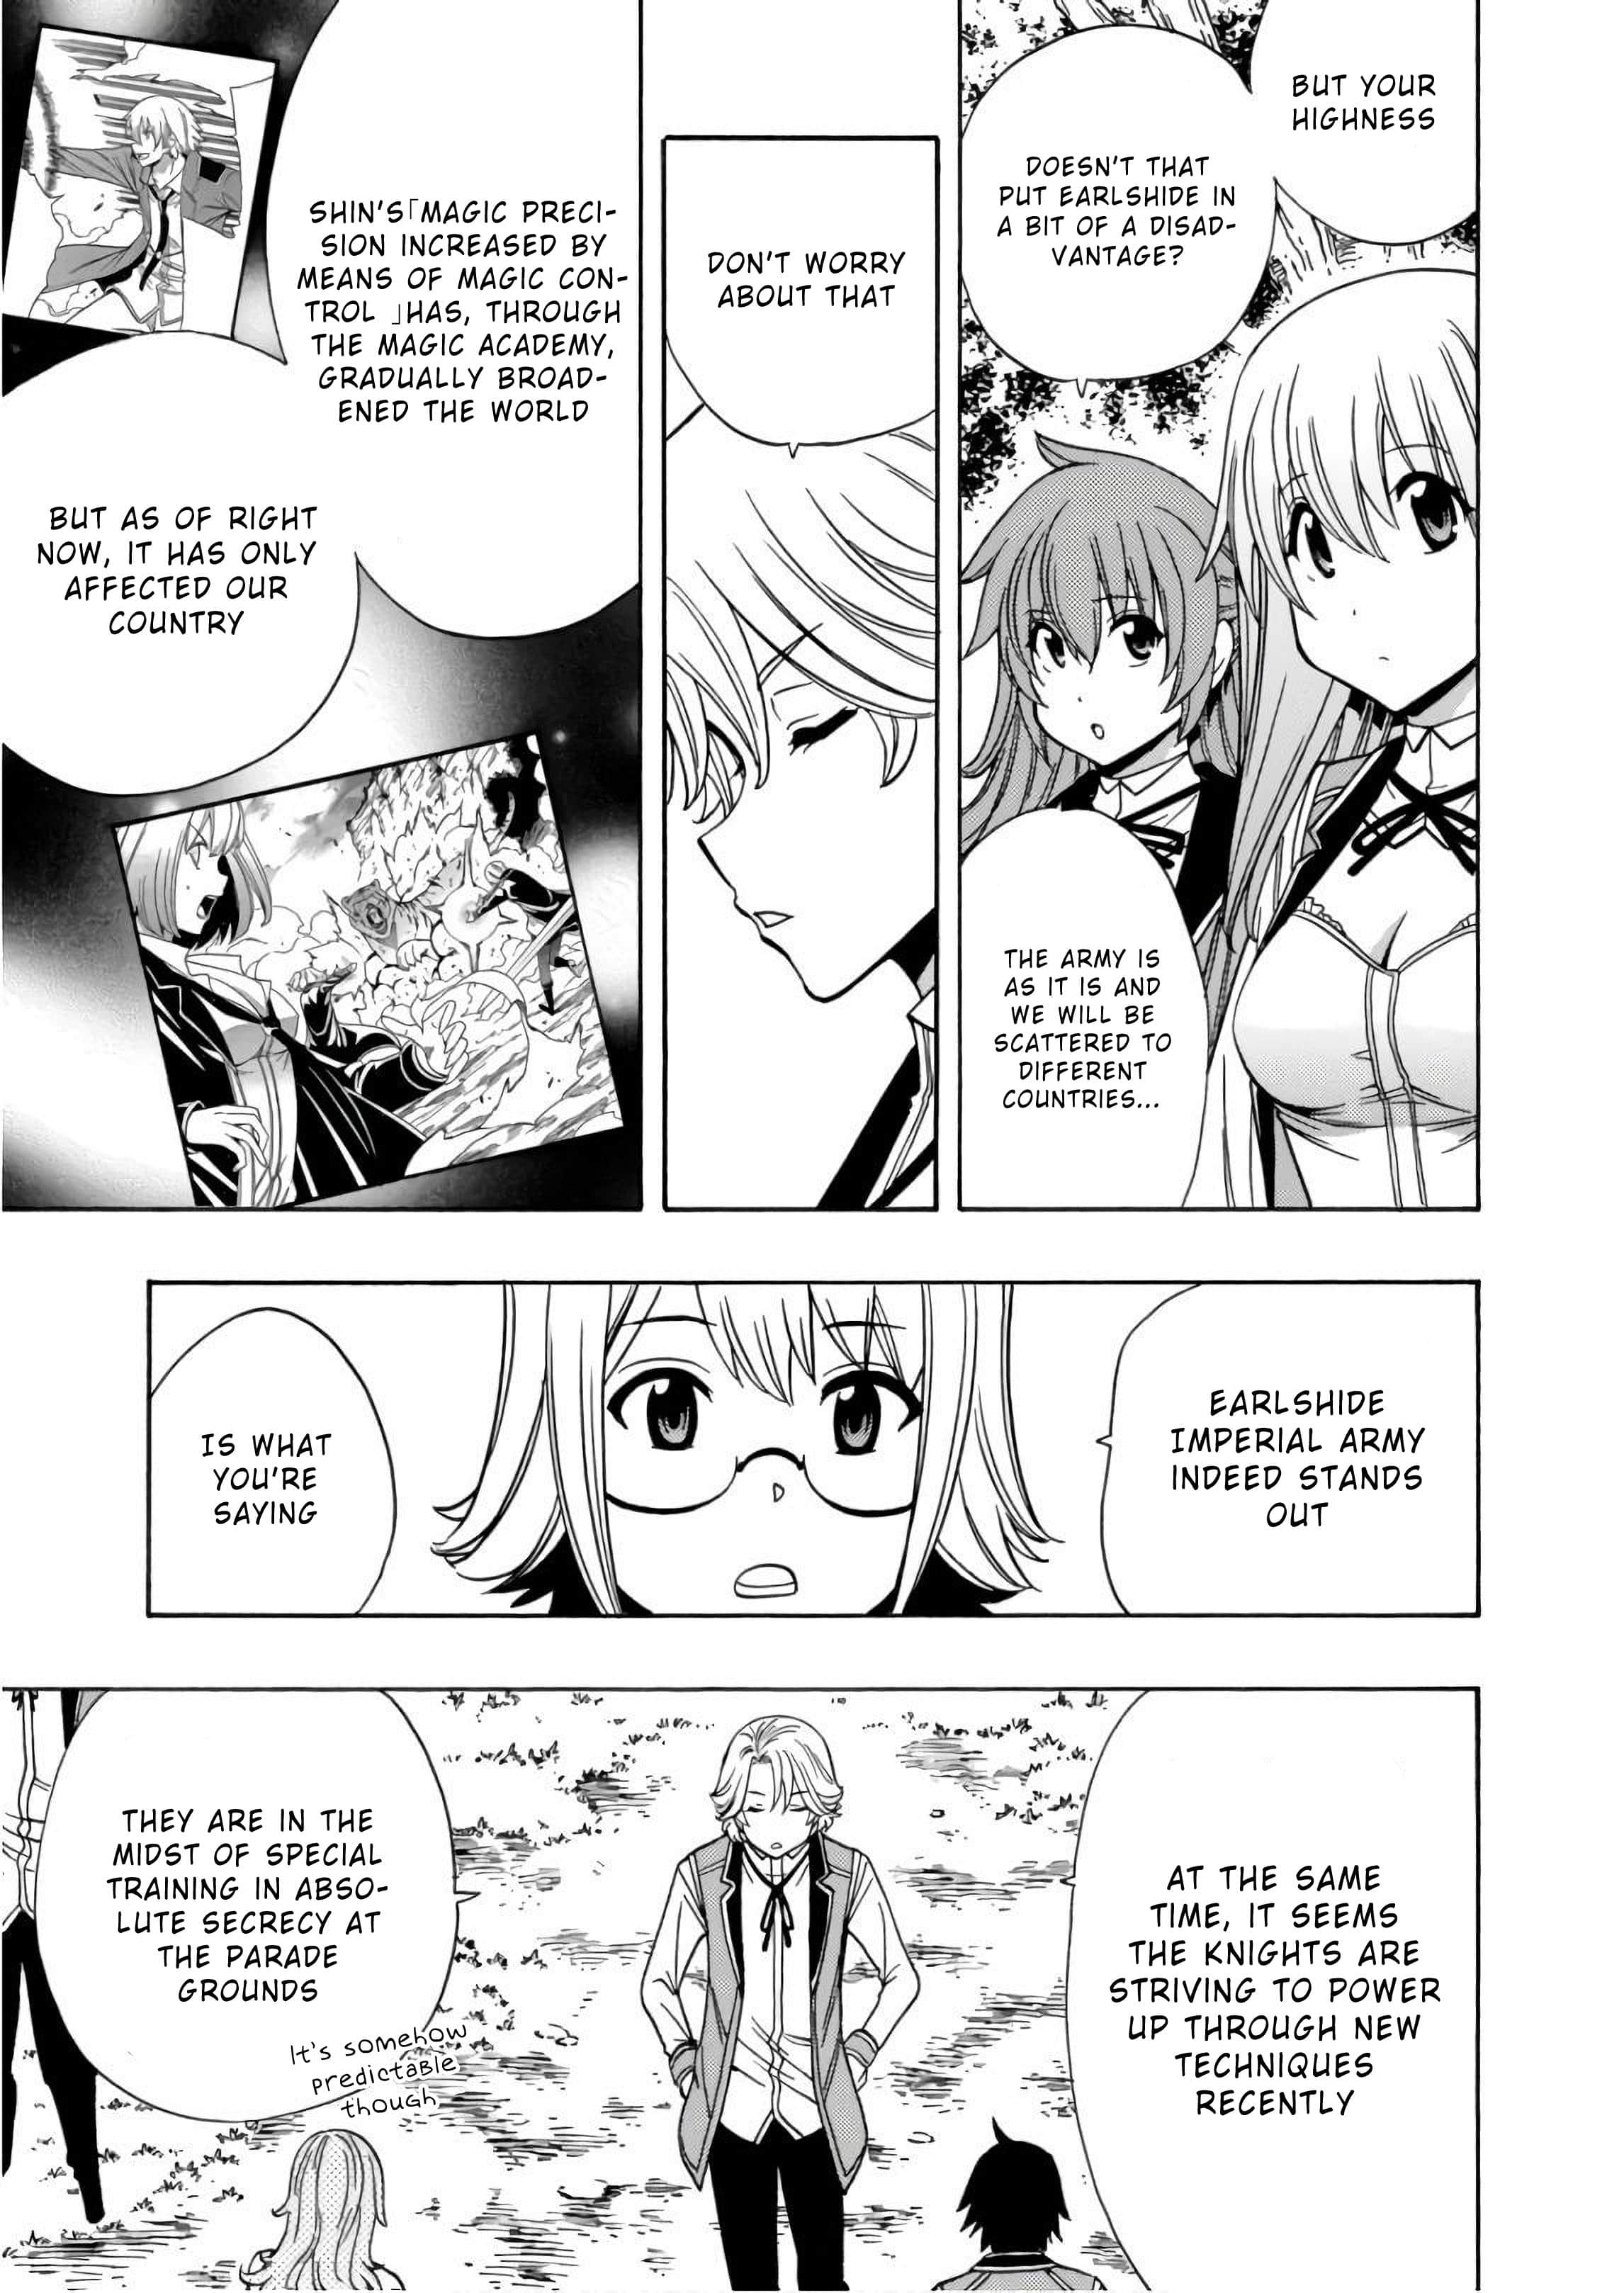 BUT YOUR
HIGHNESS
DOESN'T THAT
PUT EARLSHIDE IN
A BIT OF A DISAD-
VANTAGE?
THE ARMY IS
AS IT IS AND
WE WILL BE
SCATTERED TO
DIFFERENT
COUNTRIES...
DON'T WORRY
ABOUT THAT
SHIN'S「MAGIC PRECI-
SION INCREASED BY
MEANS OF MAGIC CON-
TROL 」HAS, THROUGH
THE MAGIC ACADEMY,
GRADUALLY BROAD-
ENED THE WORLD
BUT AS OF RIGHT
NOW, IT HAS ONLY
AFFECTED OUR
COUNTRY
EARLSHIDE
IMPERIAL ARMY
INDEED STANDS
OUT
IS WHAT
YOU'RE
SAYING
AT THE SAME
TIME, IT SEEMS
THE KNIGHTS ARE
STRIVING TO POWER
UP THROUGH NEW
TECHNIQUES
RECENTLY
THEY ARE IN THE
MIDST OF SPECIAL
TRAINING IN ABSO-
LUTE SECRECY AT
THE PARADE
GROUNDS
It's somehow
predictable
though